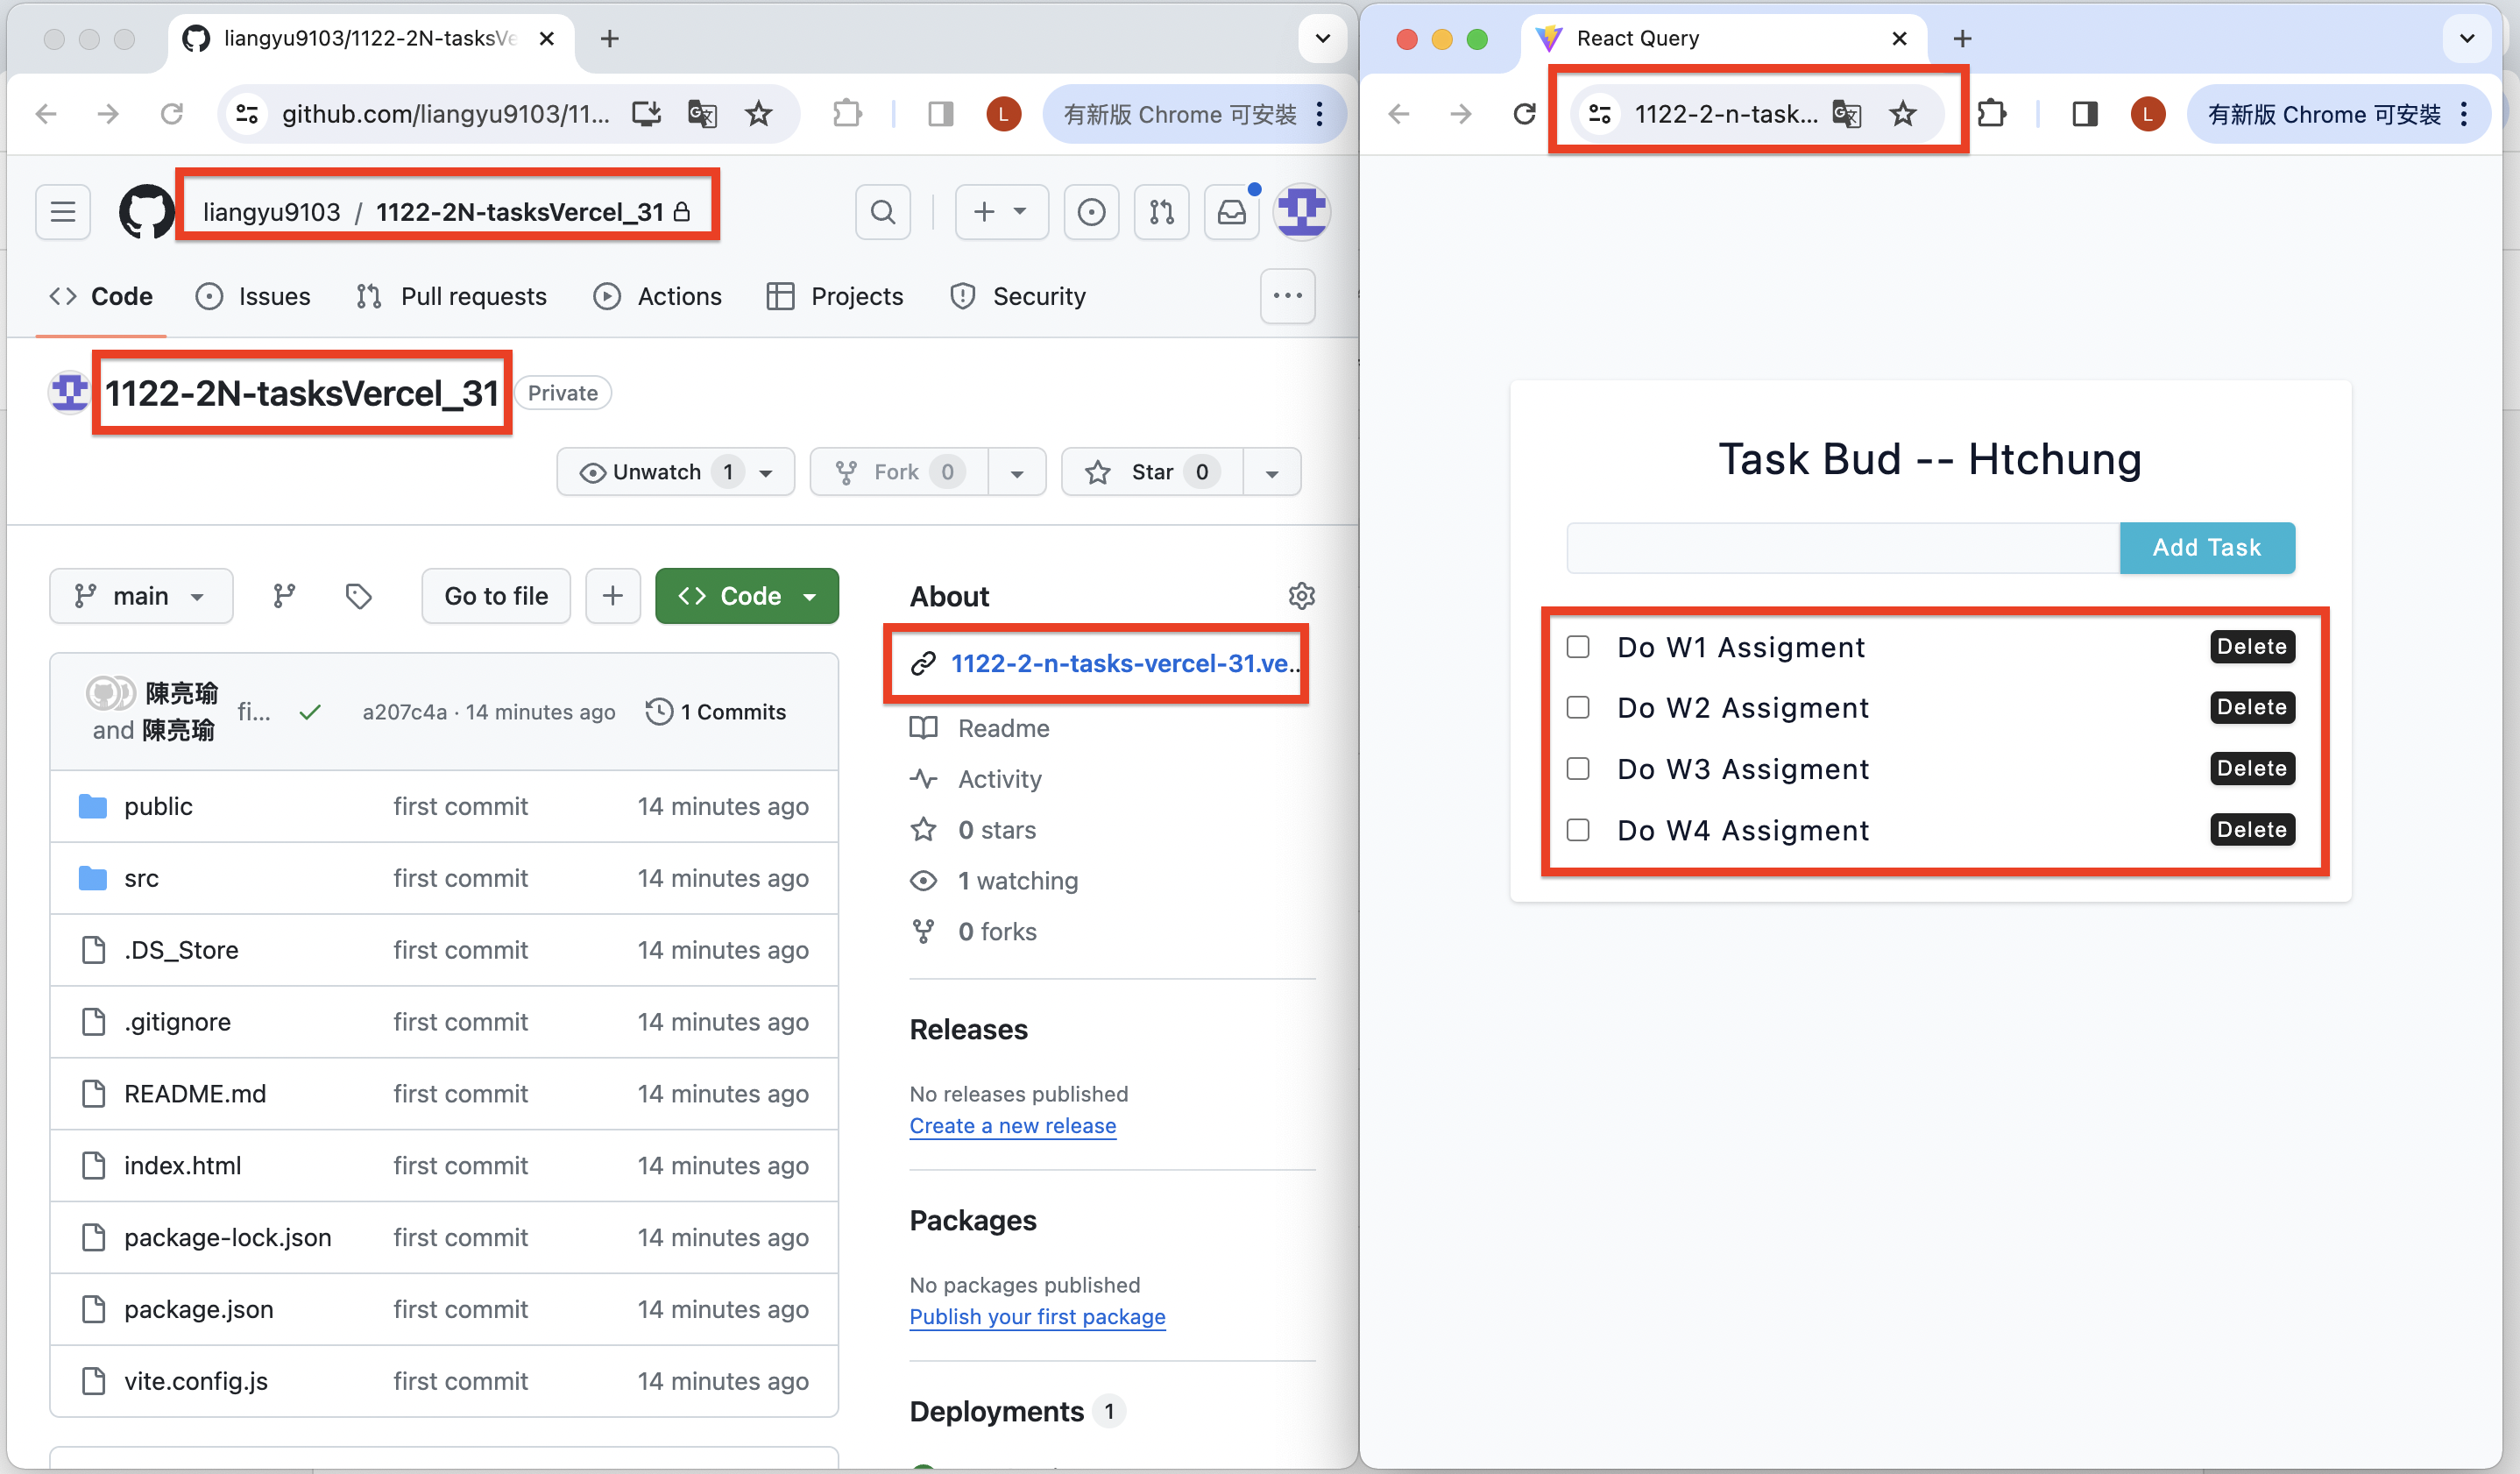 liangyu9103/1122-2N-tasksVe
github.com/liangyu9103/11...
L
有新版 Chrome 可安裝
liangyu9103 / 1122-2N-tasksVercel_31
Code
Issues
Pull requests
Actions
Projects
Security
1122-2N-tasksVercel_31
Private
Unwatch 1
Fork 0
Star 0
main
Go to file
Code
陳亮瑜
and 陳亮瑜
fi...
a207c4a · 14 minutes ago
1 Commits
public first commit 14 minutes ago
src first commit 14 minutes ago
.DS_Store first commit 14 minutes ago
.gitignore first commit 14 minutes ago
README.md first commit 14 minutes ago
index.html first commit 14 minutes ago
package-lock.json first commit 14 minutes ago
package.json first commit 14 minutes ago
vite.config.js first commit 14 minutes ago
About
1122-2-n-tasks-vercel-31.ve...
Readme
Activity
0 stars
1 watching
0 forks
Releases
No releases published
Create a new release
Packages
No packages published
Publish your first package
Deployments 1
React Query
1122-2-n-task...
L
有新版 Chrome 可安裝
Task Bud -- Htchung
Add Task
Do W1 Assigment Delete
Do W2 Assigment Delete
Do W3 Assigment Delete
Do W4 Assigment Delete